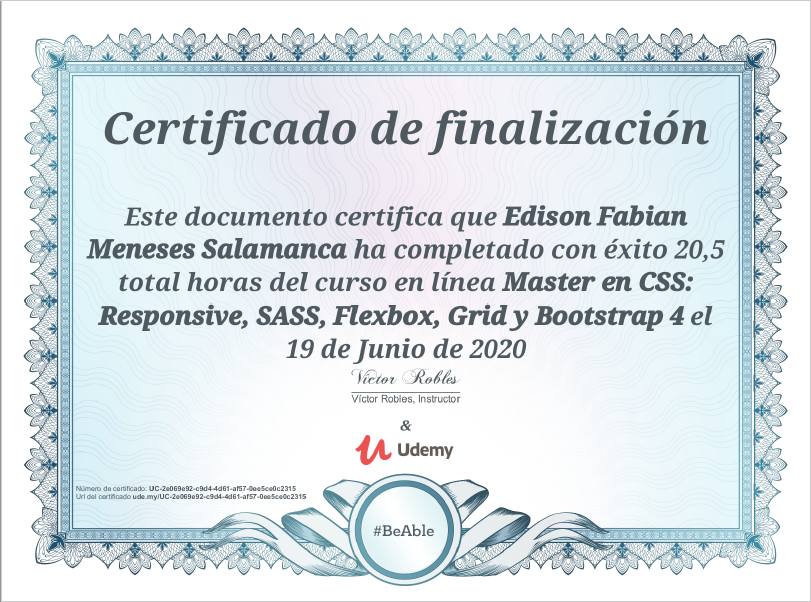 Certificado de finalización
Este documento certifica que Edison Fabian
Meneses Salamanca ha completado con éxito 20,5
total horas del curso en línea Master en CSS:
Responsive, SASS, Flexbox, Grid y Bootstrap 4 el
19 de Junio de 2020
Víctor Robles
Víctor Robles, Instructor
&
Udemy
Número de certificado: UC-2e069e92-c9d4-4d61-af57-0ee5ce0c2315
Url del certificado ude.my/UC-2e069e92-c9d4-4d61-af57-0ee5ce0c2315
#BeAble